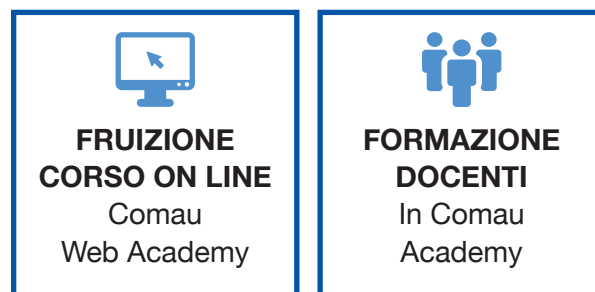 FRUIZIONE
CORSO ON LINE
Comau
Web Academy
FORMAZIONE
DOCENTI
In Comau
Academy